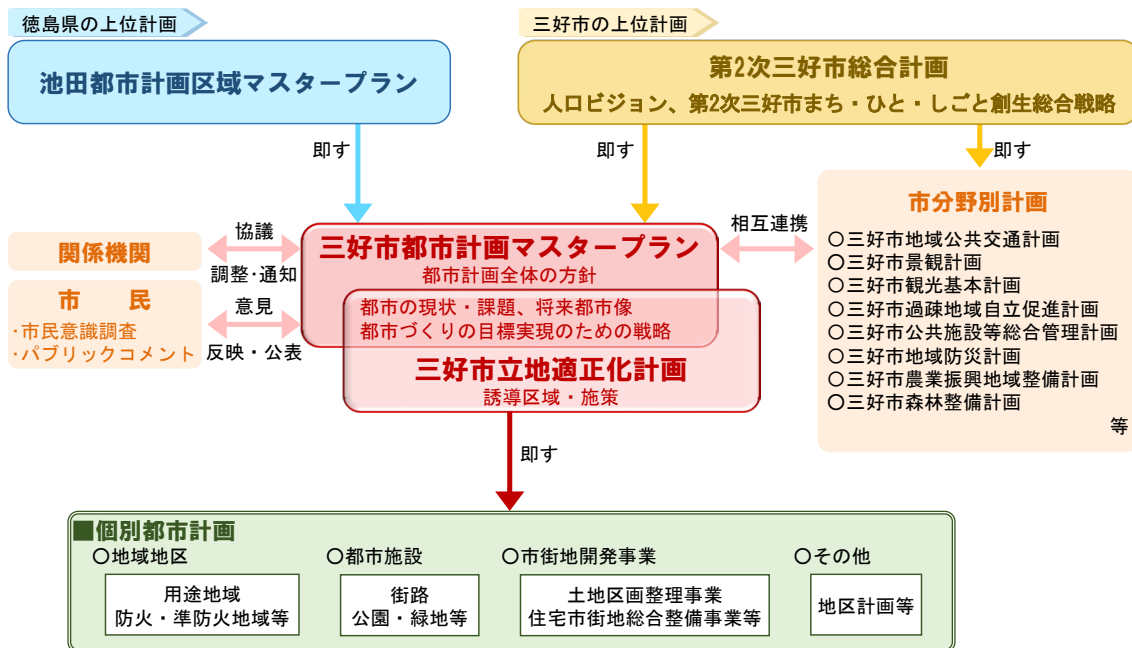 徳島県の上位計画
三好市の上位計画
池田都市計画区域マスタープラン
第2次三好市総合計画
人口ビジョン、第2次三好市まち・ひと・しごと創生総合戦略
即す
即す
即す
市分野別計画
○三好市地域公共交通計画
○三好市景観計画
○三好市観光基本計画
○三好市過疎地域自立促進計画
○三好市公共施設等総合管理計画
○三好市地域防災計画
○三好市農業振興地域整備計画
○三好市森林整備計画
等
相互連携
関係機関
協議
調整・通知
市　民
・市民意識調査
・パブリックコメント
意見
反映・公表
三好市都市計画マスタープラン
都市計画全体の方針
都市の現状・課題、将来都市像
都市づくりの目標実現のための戦略
三好市立地適正化計画
誘導区域・施策
即す
■個別都市計画
○地域地区
用途地域
防火・準防火地域等
○都市施設
街路
公園・緑地等
○市街地開発事業
土地区画整理事業
住宅市街地総合整備事業等
○その他
地区計画等